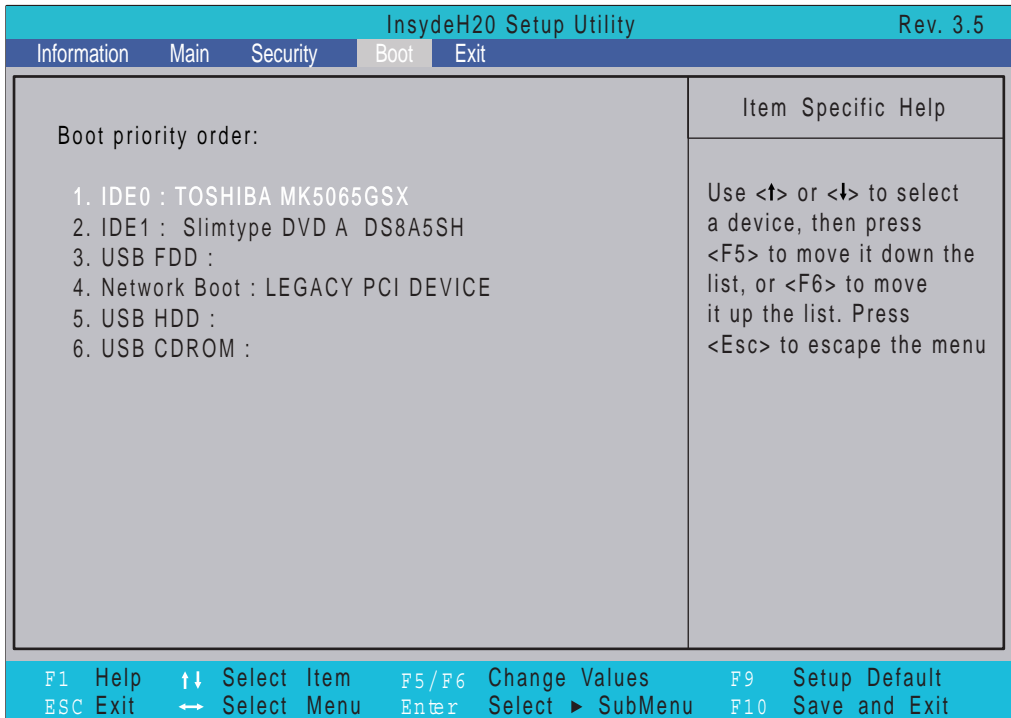 InsydeH20 Setup Utility Rev. 3.5
Information Main Security Boot Exit
Boot priority order:
1. IDE0 : TOSHIBA MK5065GSX
2. IDE1 : Slimtype DVD A DS8A5SH
3. USB FDD :
4. Network Boot : LEGACY PCI DEVICE
5. USB HDD :
6. USB CDROM :
Item Specific Help
Use <↑> or <↓> to select
a device, then press
<F5> to move it down the
list, or <F6> to move
it up the list. Press
<Esc> to escape the menu
F1 Help ↑↓ Select Item F5/F6 Change Values F9 Setup Default
ESC Exit ↔ Select Menu Enter Select ► SubMenu F10 Save and Exit